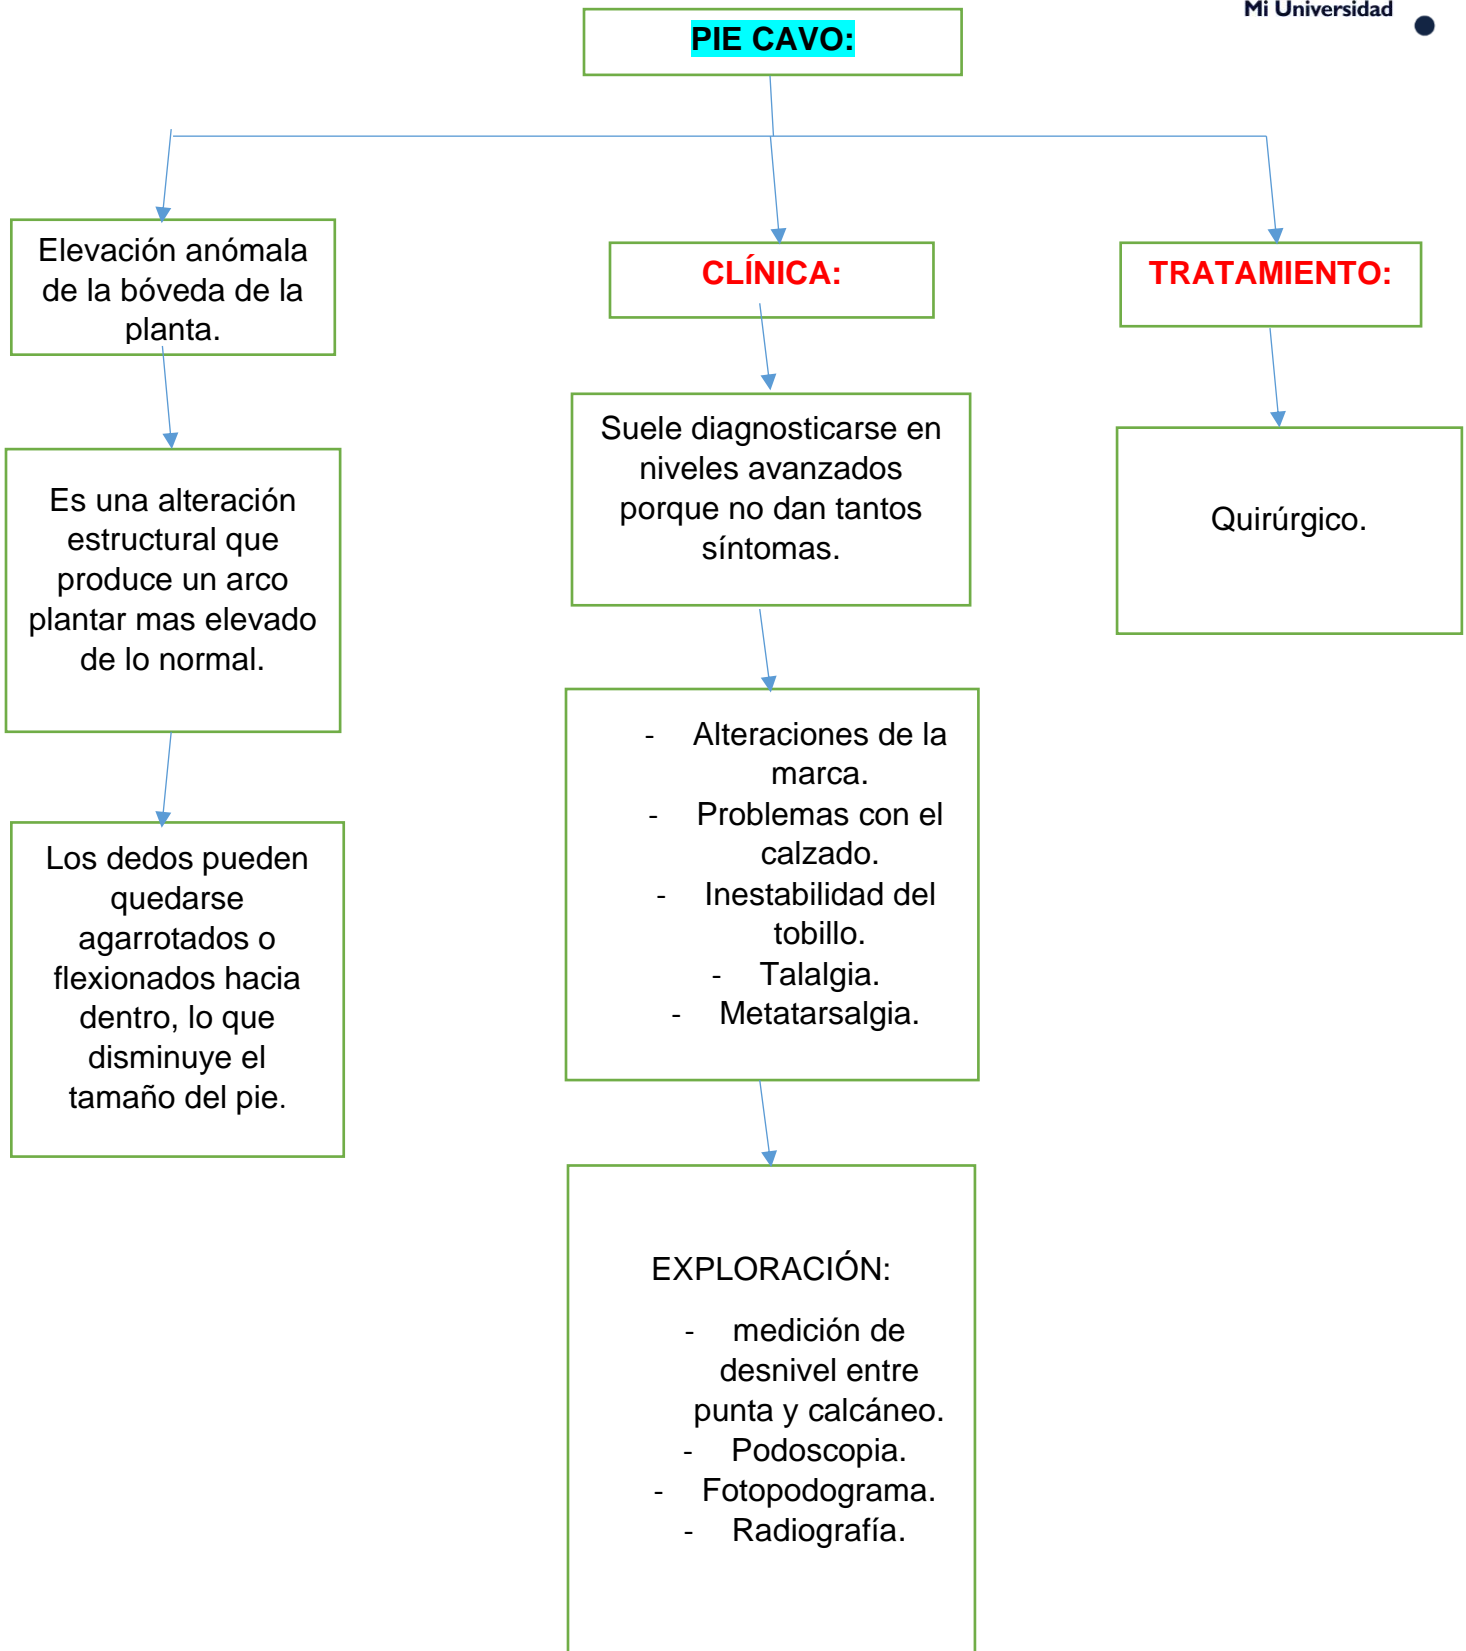 Mi Universidad
PIE CAVO:
Elevación anómala
de la bóveda de la
planta.
Es una alteración
estructural que
produce un arco
plantar mas elevado
de lo normal.
Los dedos pueden
quedarse
agarrotados o
flexionados hacia
dentro, lo que
disminuye el
tamaño del pie.
CLÍNICA:
Suele diagnosticarse en
niveles avanzados
porque no dan tantos
síntomas.
- Alteraciones de la
marca.
- Problemas con el
calzado.
- Inestabilidad del
tobillo.
- Talalgia.
- Metatarsalgia.
EXPLORACIÓN:
- medición de
desnivel entre
punta y calcáneo.
- Podoscopia.
- Fotopodograma.
- Radiografía.
TRATAMIENTO:
Quirúrgico.